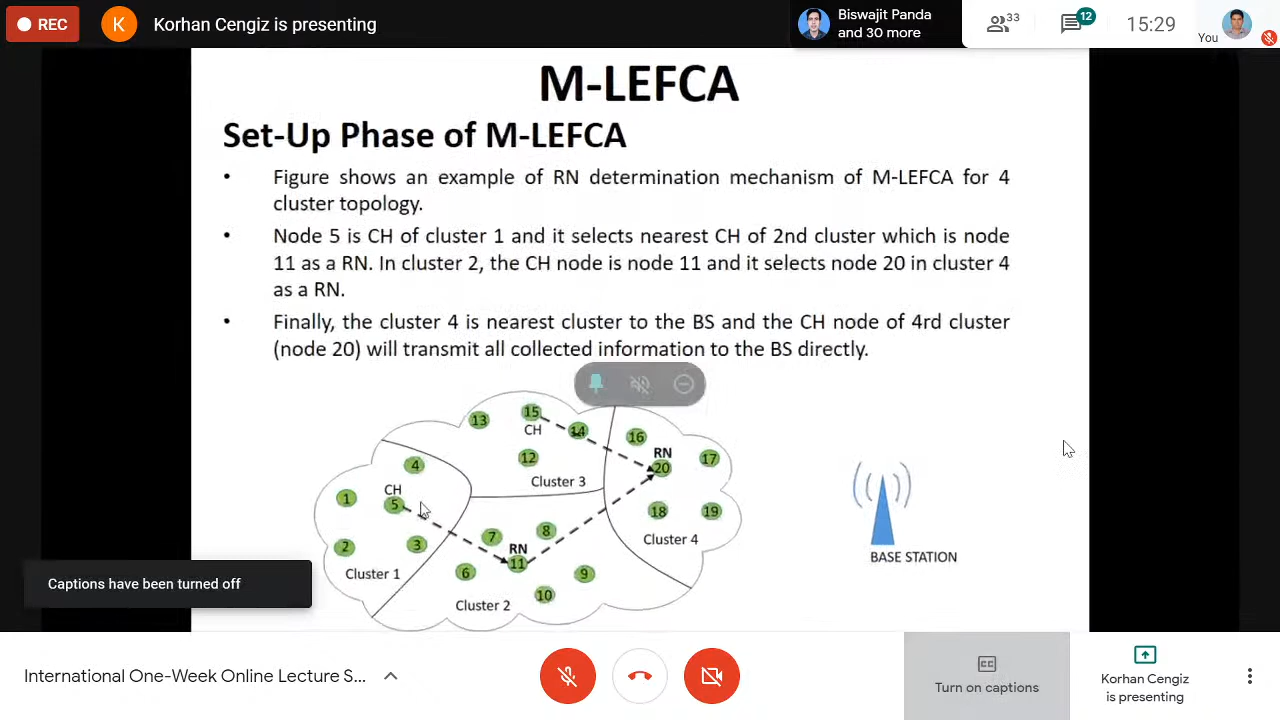 REC
K
Korhan Cengiz is presenting
Biswajit Panda
and 30 more
33
12
15:29
You
M-LEFCA
Set-Up Phase of M-LEFCA
• Figure shows an example of RN determination mechanism of M-LEFCA for 4
cluster topology.
• Node 5 is CH of cluster 1 and it selects nearest CH of 2nd cluster which is node
11 as a RN. In cluster 2, the CH node is node 11 and it selects node 20 in cluster 4
as a RN.
• Finally, the cluster 4 is nearest cluster to the BS and the CH node of 4rd cluster
(node 20) will transmit all collected information to the BS directly.
4
1
CH
5
2
3
Cluster 1
13
15
CH
14
12
Cluster 3
7
8
RN
11
6
9
10
Cluster 2
16
RN
20
17
18
19
Cluster 4
BASE STATION
Captions have been turned off
International One-Week Online Lecture S...
CC
Turn on captions
Korhan Cengiz
is presenting